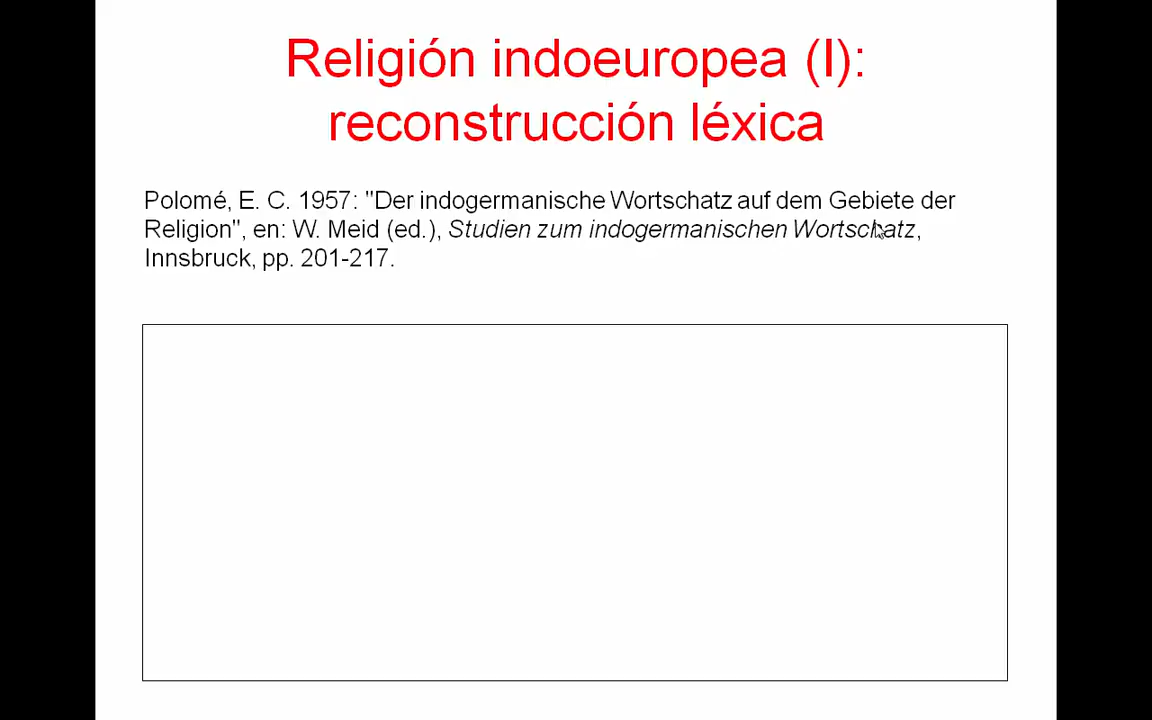 Religión indoeuropea (I):
reconstrucción léxica
Polomé, E. C. 1957: "Der indogermanische Wortschatz auf dem Gebiete der
Religion", en: W. Meid (ed.), Studien zum indogermanischen Wortschatz,
Innsbruck, pp. 201-217.